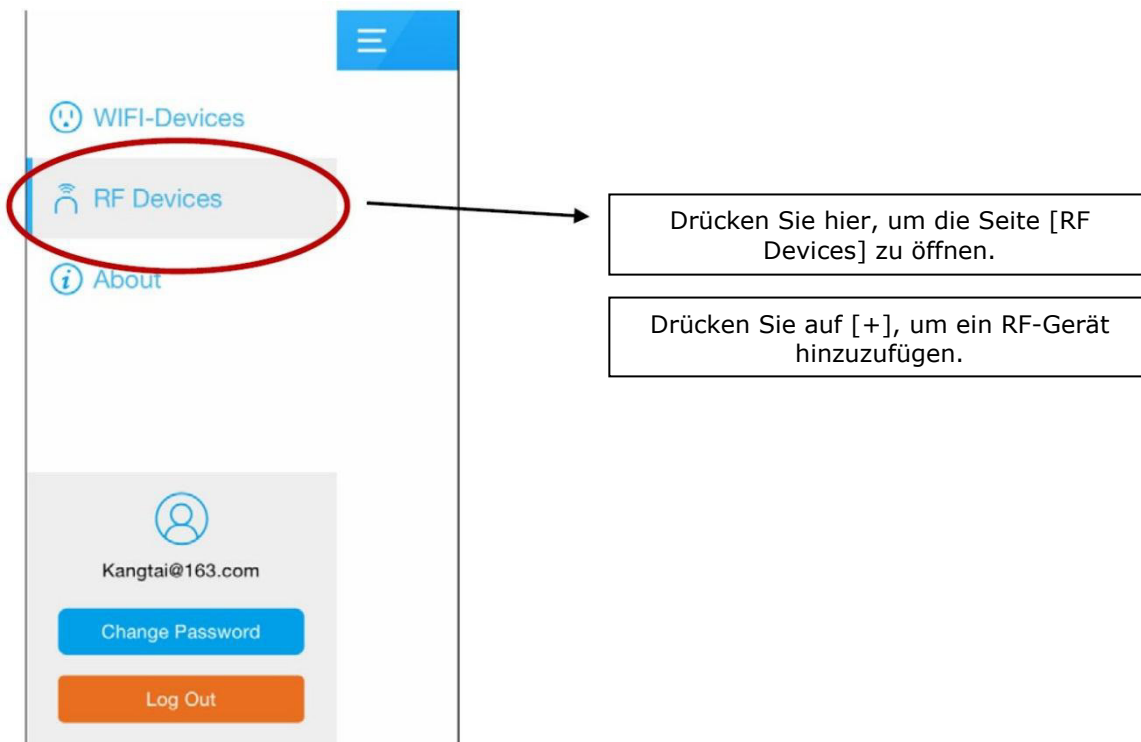 WIFI-Devices
RF Devices
About
Drücken Sie hier, um die Seite [RF
Devices] zu öffnen.
Drücken Sie auf [+], um ein RF-Gerät
hinzuzufügen.
Kangtai@163.com
Change Password
Log Out